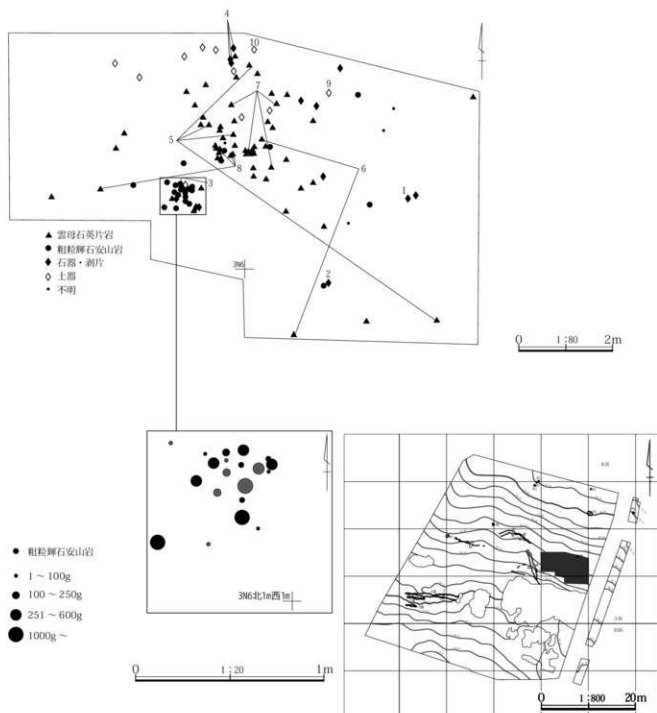 4
10
7
9
5
6
8
3
1
3N6
2
▲ 雲母石英片岩
● 粗粒輝石安山岩
◆ 石器・剥片
◇ 土器
・ 不明
0 1:80 2m
● 粗粒輝石安山岩
1～100g
100～250g
251～600g
1000g～
3N6北1m西1m
0 1:20 1m
0 1:800 20m